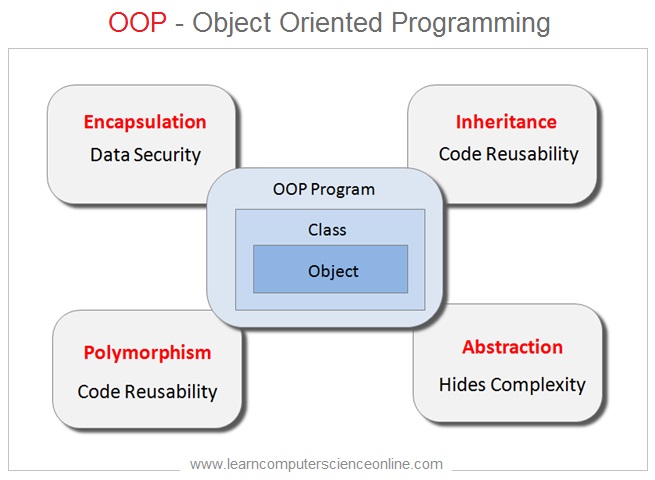 OOP - Object Oriented Programming
Encapsulation
Data Security
Inheritance
Code Reusability
OOP Program
Class
Object
Polymorphism
Code Reusability
Abstraction
Hides Complexity
www.learncomputerscienceonline.com